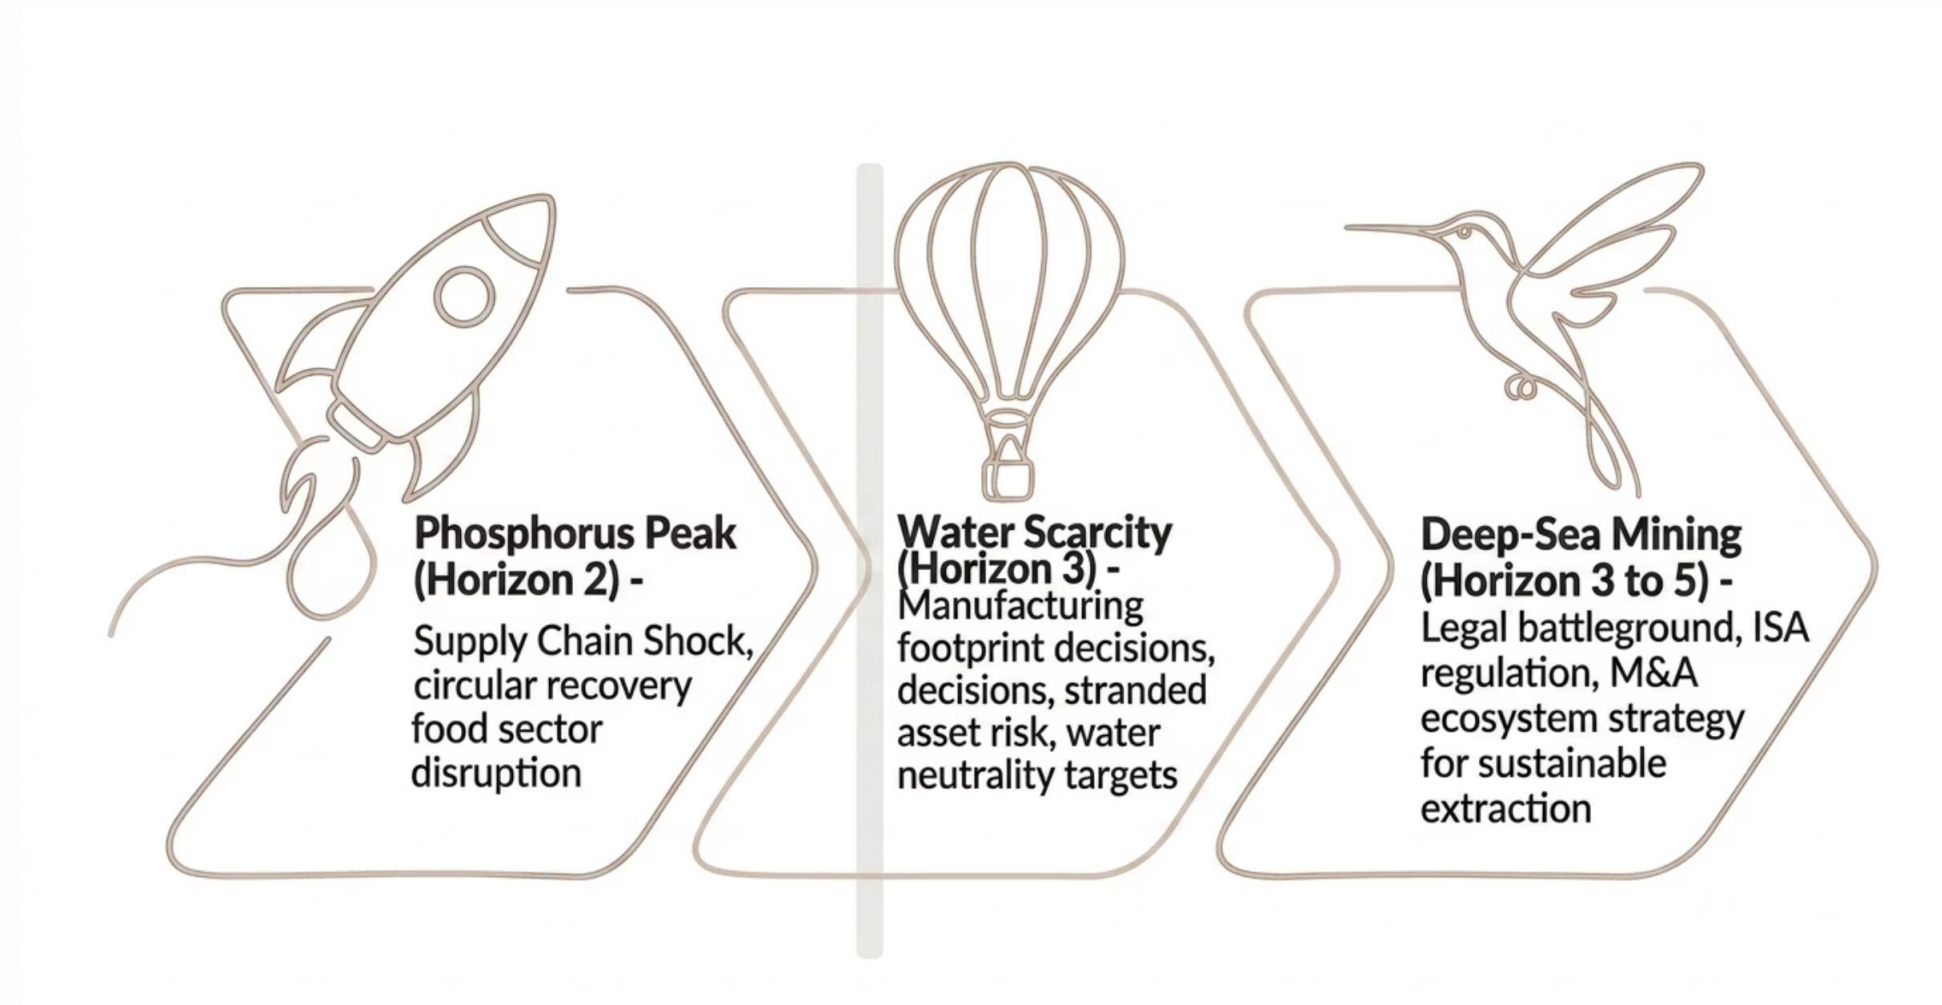 Phosphorus Peak
(Horizon 2) -
Supply Chain Shock,
circular recovery
food sector
disruption
Water Scarcity
(Horizon 3) -
Manufacturing
footprint decisions,
decisions, stranded
asset risk, water
neutrality targets
Deep-Sea Mining
(Horizon 3 to 5) -
Legal battleground, ISA
regulation, M&A
ecosystem strategy
for sustainable
extraction